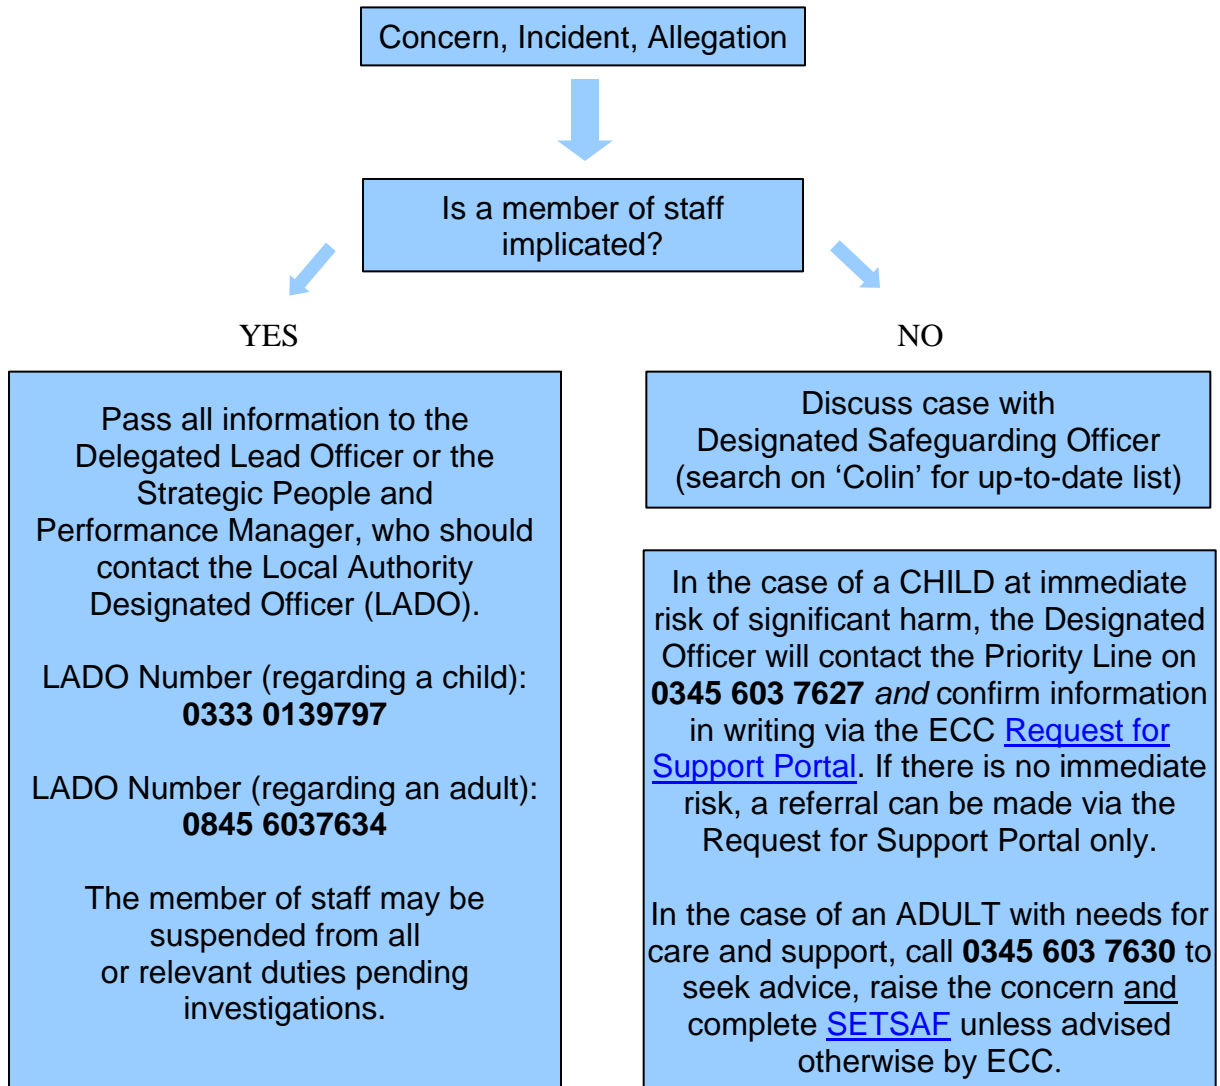 Concern, Incident, Allegation
Is a member of staff
implicated?
YES
Pass all information to the
Delegated Lead Officer or the
Strategic People and
Performance Manager, who should
contact the Local Authority
Designated Officer (LADO).
LADO Number (regarding a child):
0333 0139797
LADO Number (regarding an adult):
0845 6037634
The member of staff may be
suspended from all
or relevant duties pending
investigations.
NO
Discuss case with
Designated Safeguarding Officer
(search on ‘Colin’ for up-to-date list)
In the case of a CHILD at immediate
risk of significant harm, the Designated
Officer will contact the Priority Line on
0345 603 7627 and confirm information
in writing via the ECC Request for
Support Portal. If there is no immediate
risk, a referral can be made via the
Request for Support Portal only.
In the case of an ADULT with needs for
care and support, call 0345 603 7630 to
seek advice, raise the concern and
complete SETSAF unless advised
otherwise by ECC.